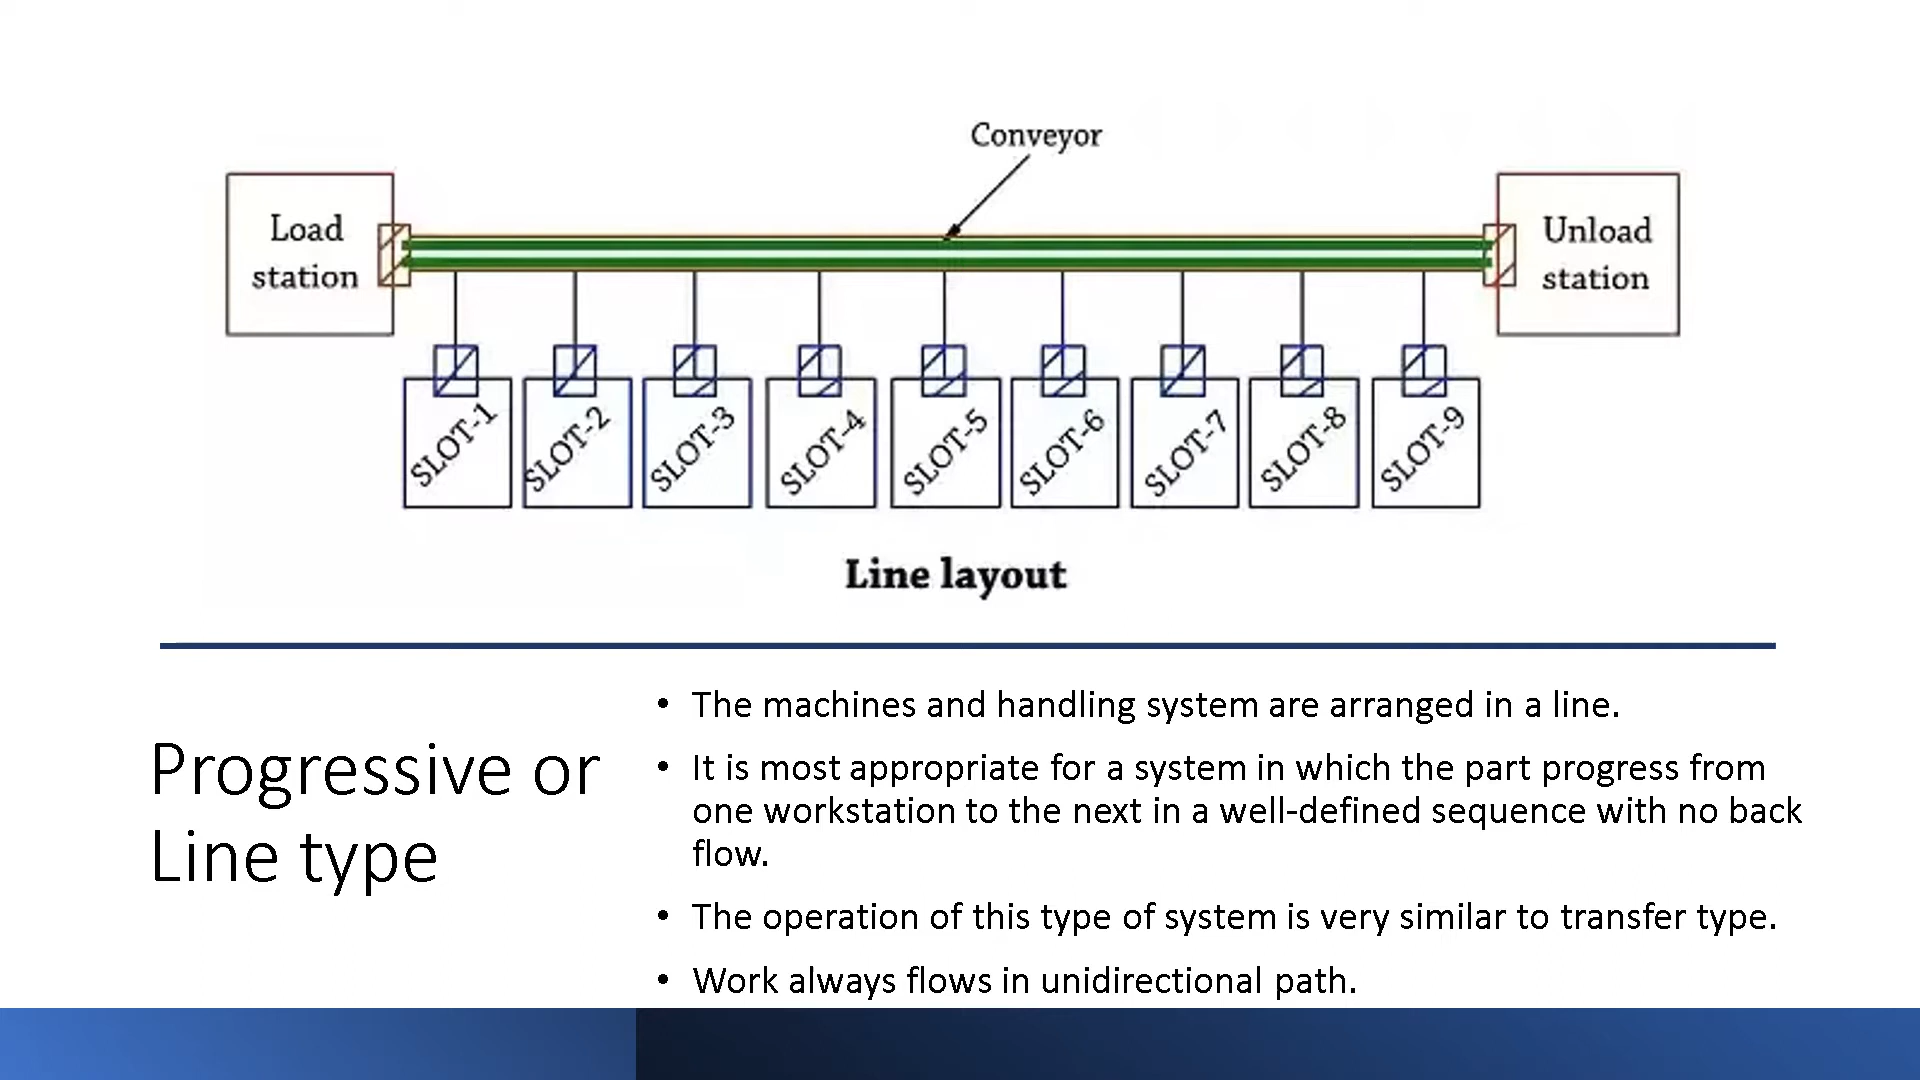 Conveyor
Load
station
Unload
station
SLOT-1
SLOT-2
SLOT-3
SLOT-4
SLOT-5
SLOT-6
SLOT-7
SLOT-8
SLOT-9
Line layout
Progressive or
Line type
• The machines and handling system are arranged in a line.
• It is most appropriate for a system in which the part progress from
one workstation to the next in a well-defined sequence with no back
flow.
• The operation of this type of system is very similar to transfer type.
• Work always flows in unidirectional path.